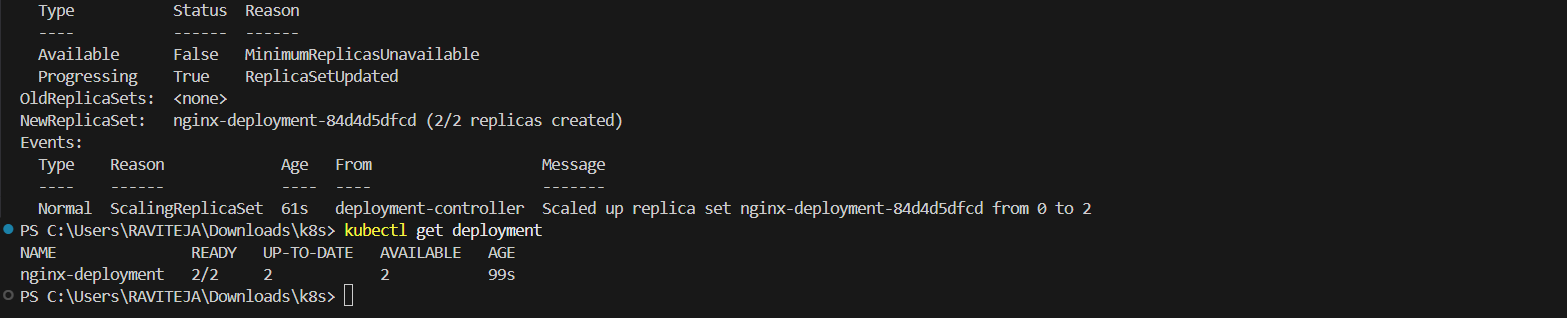 Type Status Reason
---- ------ ------
Available False MinimumReplicasUnavailable
Progressing True ReplicaSetUpdated
OldReplicaSets: <none>
NewReplicaSet: nginx-deployment-84d4d5dfcd (2/2 replicas created)
Events:
Type Reason Age From Message
---- ------ ---- ---- -------
Normal ScalingReplicaSet 61s deployment-controller Scaled up replica set nginx-deployment-84d4d5dfcd from 0 to 2
PS C:\Users\RAVITEJA\Downloads\k8s> kubectl get deployment
NAME READY UP-TO-DATE AVAILABLE AGE
nginx-deployment 2/2 2 2 99s
PS C:\Users\RAVITEJA\Downloads\k8s>